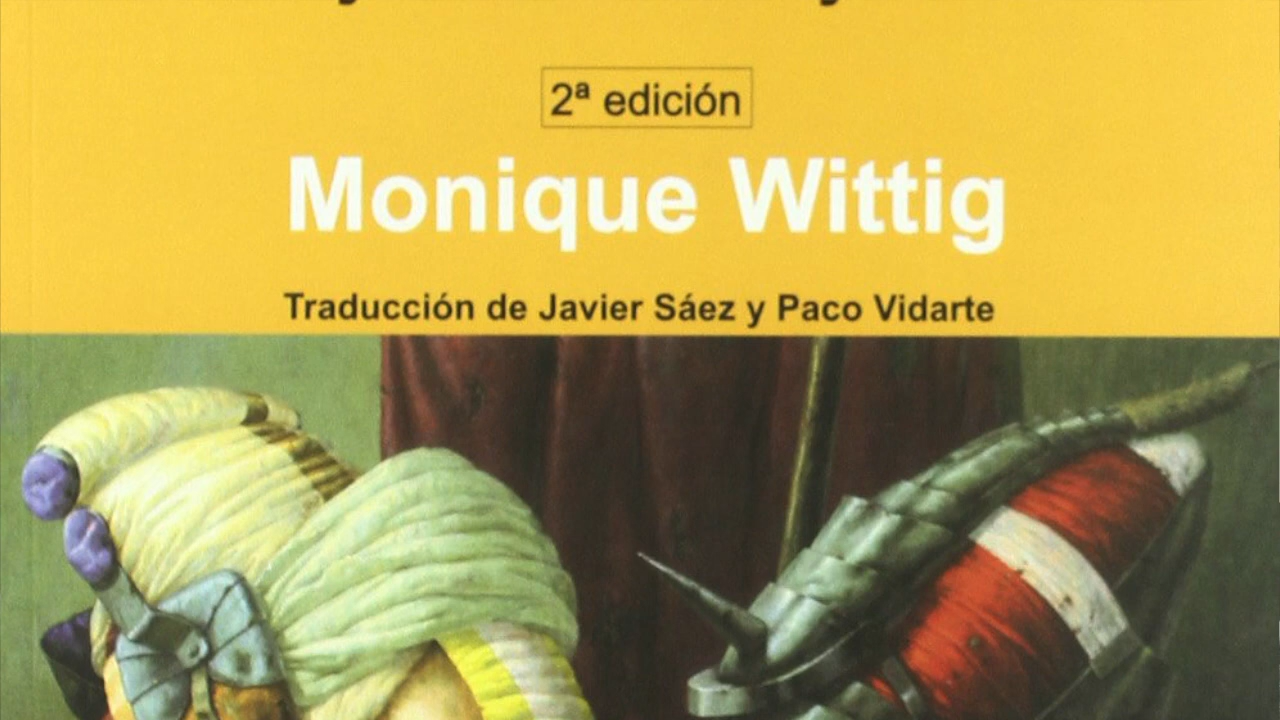 2ª edición
Monique Wittig
Traducción de Javier Sáez y Paco Vidarte